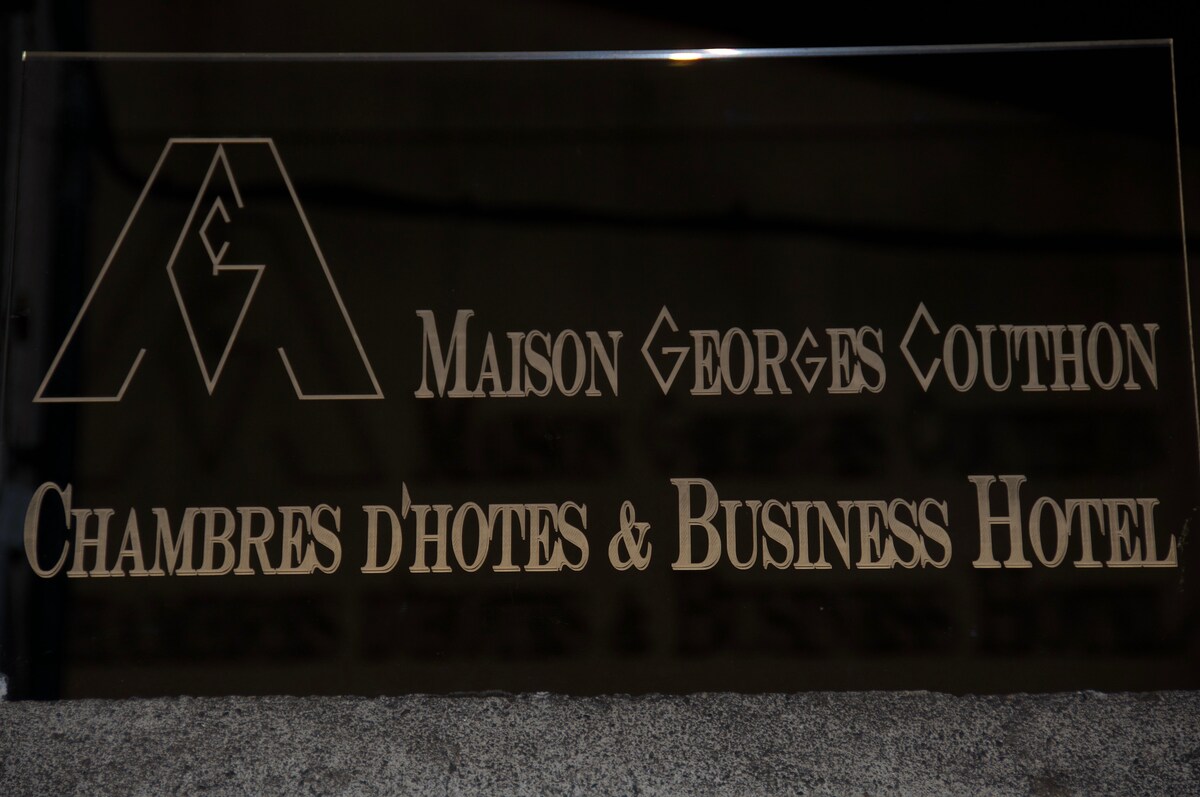 MAISON GEORGES COUTHON
CHAMBRES D'HOTES & BUSINESS HOTEL